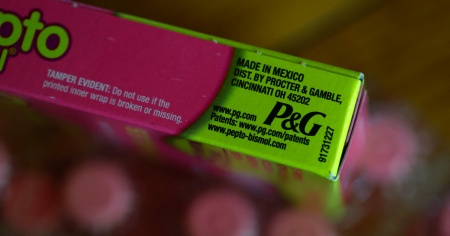 epto
TAMPER EVIDENT: Do not use if the
printed inner wrap is broken or missing.
MADE IN MEXICO
DIST. BY PROCTER & GAMBLE,
CINCINNATI OH 45202
www.pg.com
Patents: www.pg.com/patents
www.pepto-bismol.com
P&G
91731227